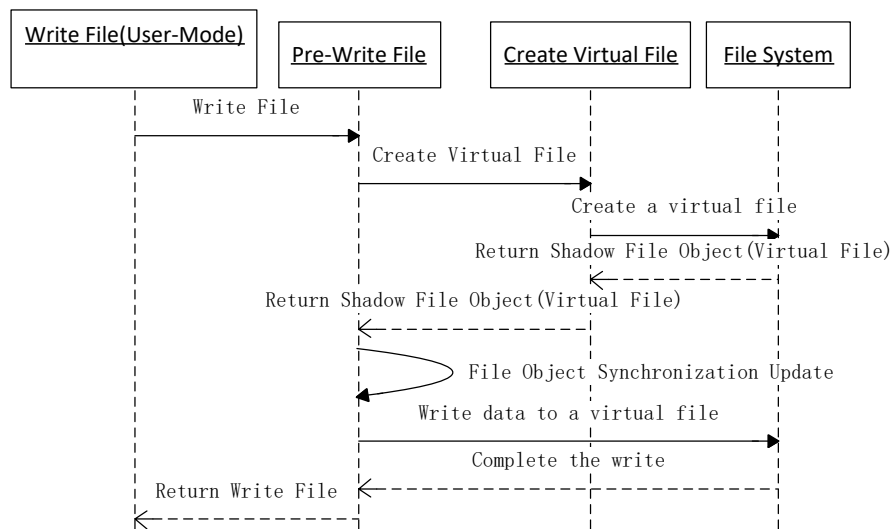 Write File(User-Mode)
Pre-Write File
Create Virtual File
File System
Write File
Create Virtual File
Create a virtual file
Return Shadow File Object(Virtual File)
Return Shadow File Object(Virtual File)
File Object Synchronization Update
Write data to a virtual file
Complete the write
Return Write File